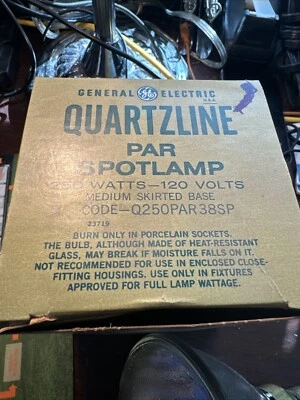 GENERAL GE ELECTRIC
U.S.A.
QUARTZLINE
PAR
SPOTLAMP
WATTS—120 VOLTS
MEDIUM SKIRTED BASE
CODE–Q250PAR38SP
23719
BURN ONLY IN PORCELAIN SOCKETS.
THE BULB, ALTHOUGH MADE OF HEAT-RESISTANT
GLASS, MAY BREAK IF MOISTURE FALLS ON IT.
NOT RECOMMENDED FOR USE IN ENCLOSED CLOSE-
FITTING HOUSINGS. USE ONLY IN FIXTURES
APPROVED FOR FULL LAMP WATTAGE.